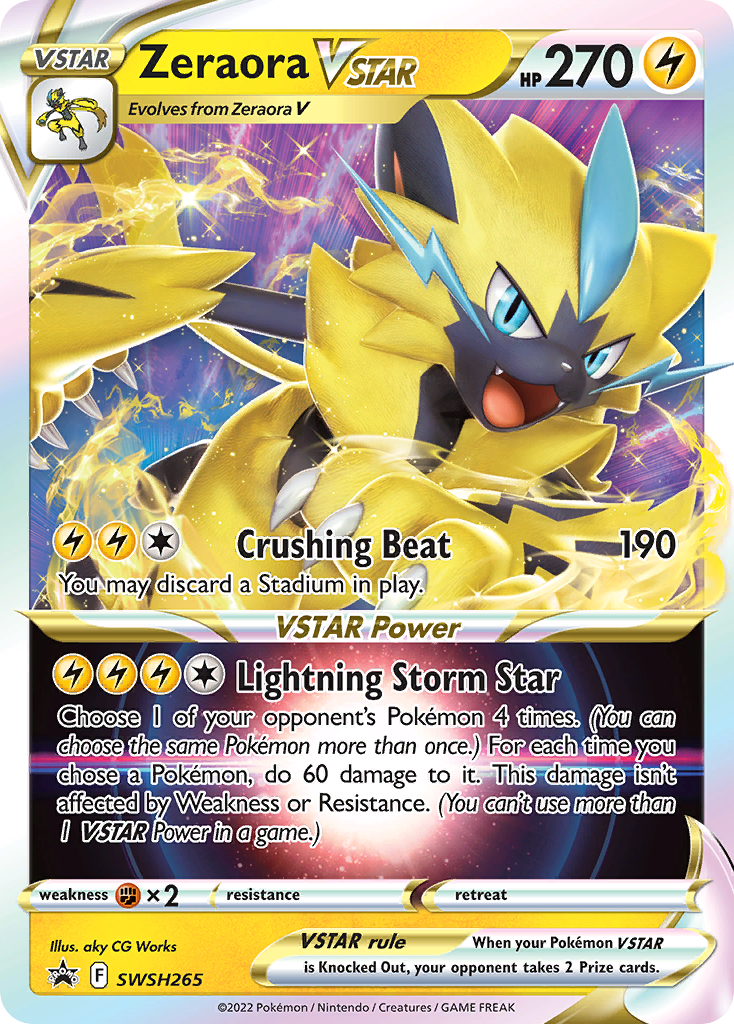 VSTAR
Zeraora VSTAR
HP 270
Evolves from Zeraora V
Crushing Beat 190
You may discard a Stadium in play.
VSTAR Power
Lightning Storm Star
Choose 1 of your opponent's Pokémon 4 times. (You can
choose the same Pokémon more than once.) For each time you
chose a Pokémon, do 60 damage to it. This damage isn't
affected by Weakness or Resistance. (You can't use more than
1 VSTAR Power in a game.)
weakness ×2 resistance retreat
Illus. aky CG Works
VSTAR rule When your Pokémon VSTAR
is Knocked Out, your opponent takes 2 Prize cards.
PROMO F SWSH265
©2022 Pokémon / Nintendo / Creatures / GAME FREAK